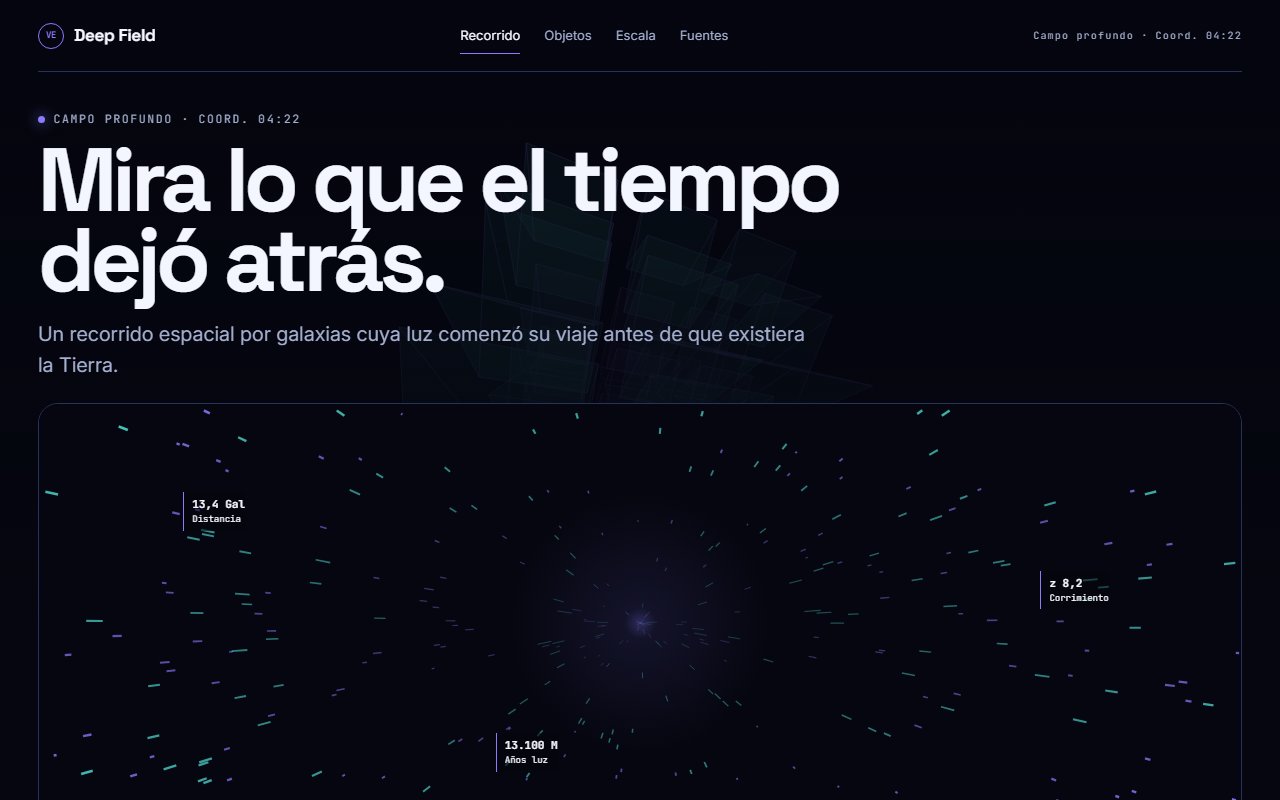 VE Deep Field
Recorrido Objetos Escala Fuentes
Campo profundo · Coord. 04:22
CAMPO PROFUNDO · COORD. 04:22
Mira lo que el tiempo
dejó atrás.
Un recorrido espacial por galaxias cuya luz comenzó su viaje antes de que existiera
la Tierra.
13,4 Gal
Distancia
z 8,2
Corrimiento
13.100 M
Años luz